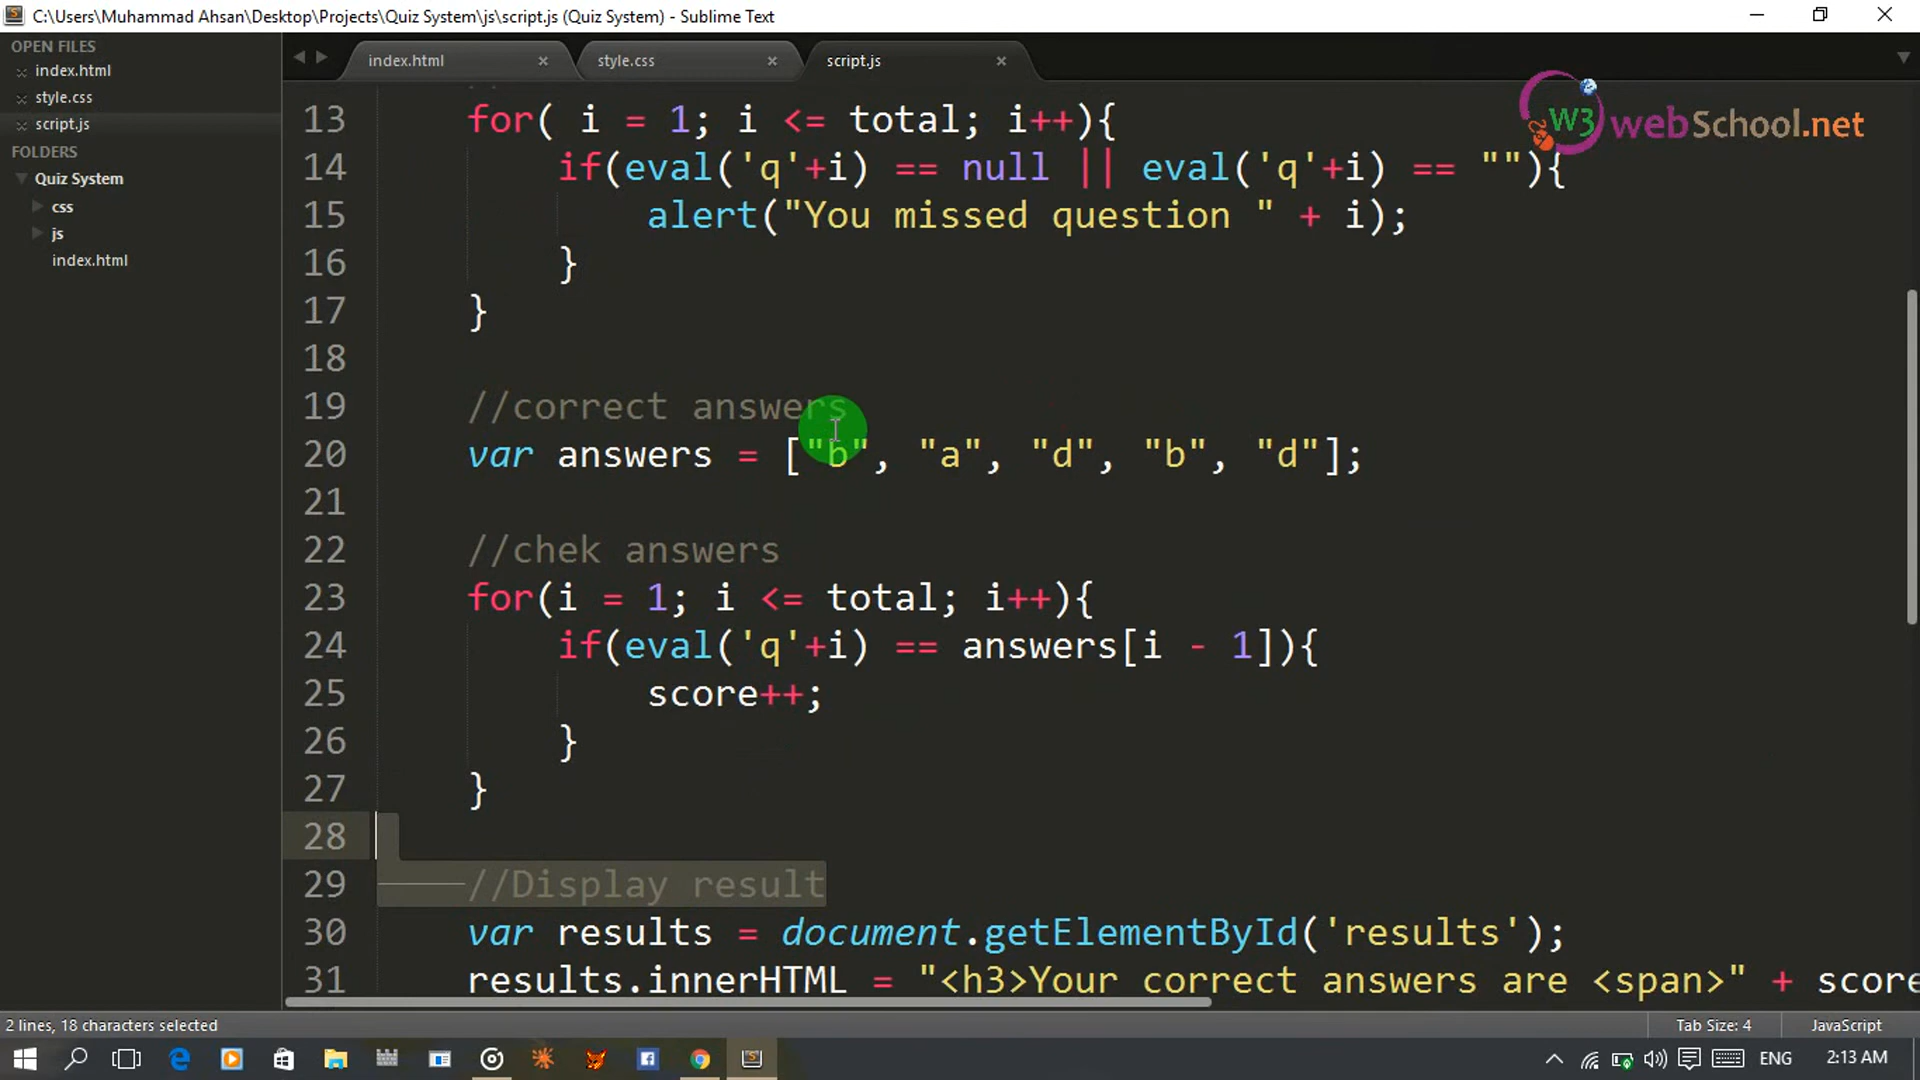 C:\Users\Muhammad Ahsan\Desktop\Projects\Quiz System\js\script.js (Quiz System) - Sublime Text
OPEN FILES
index.html
style.css
script.js
FOLDERS
Quiz System
css
js
index.html
index.html
style.css
script.js
W3 webSchool.net
13 for( i = 1; i <= total; i++){
14 if(eval('q'+i) == null || eval('q'+i) == ""){
15 alert("You missed question " + i);
16 }
17 }
18
19 //correct answers
20 var answers = ["b", "a", "d", "b", "d"];
21
22 //chek answers
23 for(i = 1; i <= total; i++){
24 if(eval('q'+i) == answers[i - 1]){
25 score++;
26 }
27 }
28
29 //Display result
30 var results = document.getElementById('results');
31 results.innerHTML = "<h3>Your correct answers are <span>" + score
2 lines, 18 characters selected
Tab Size: 4
JavaScript
ENG
2:13 AM